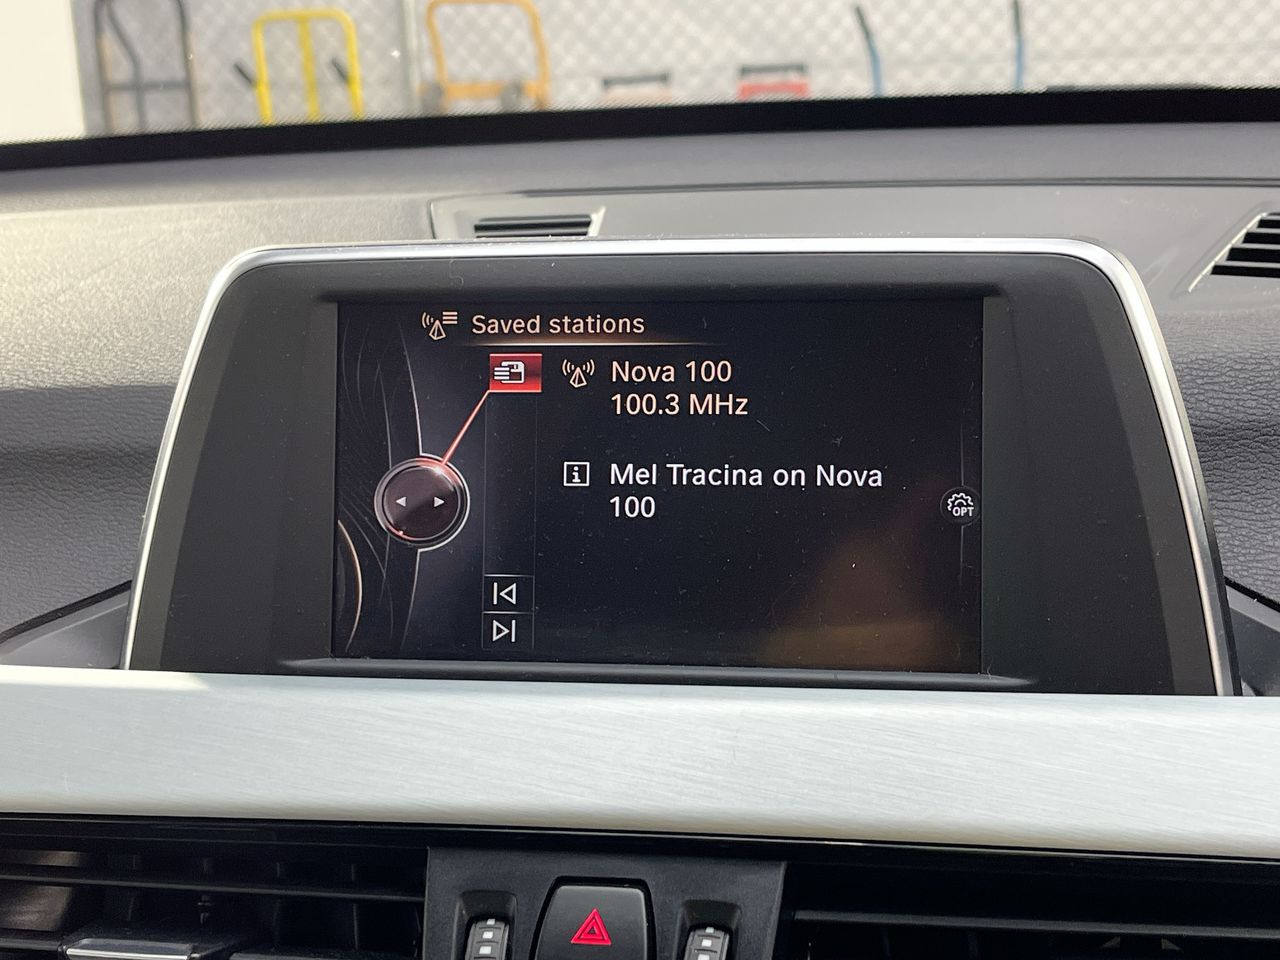 Saved stations
Nova 100
100.3 MHz
Mel Tracina on Nova
100
OPT